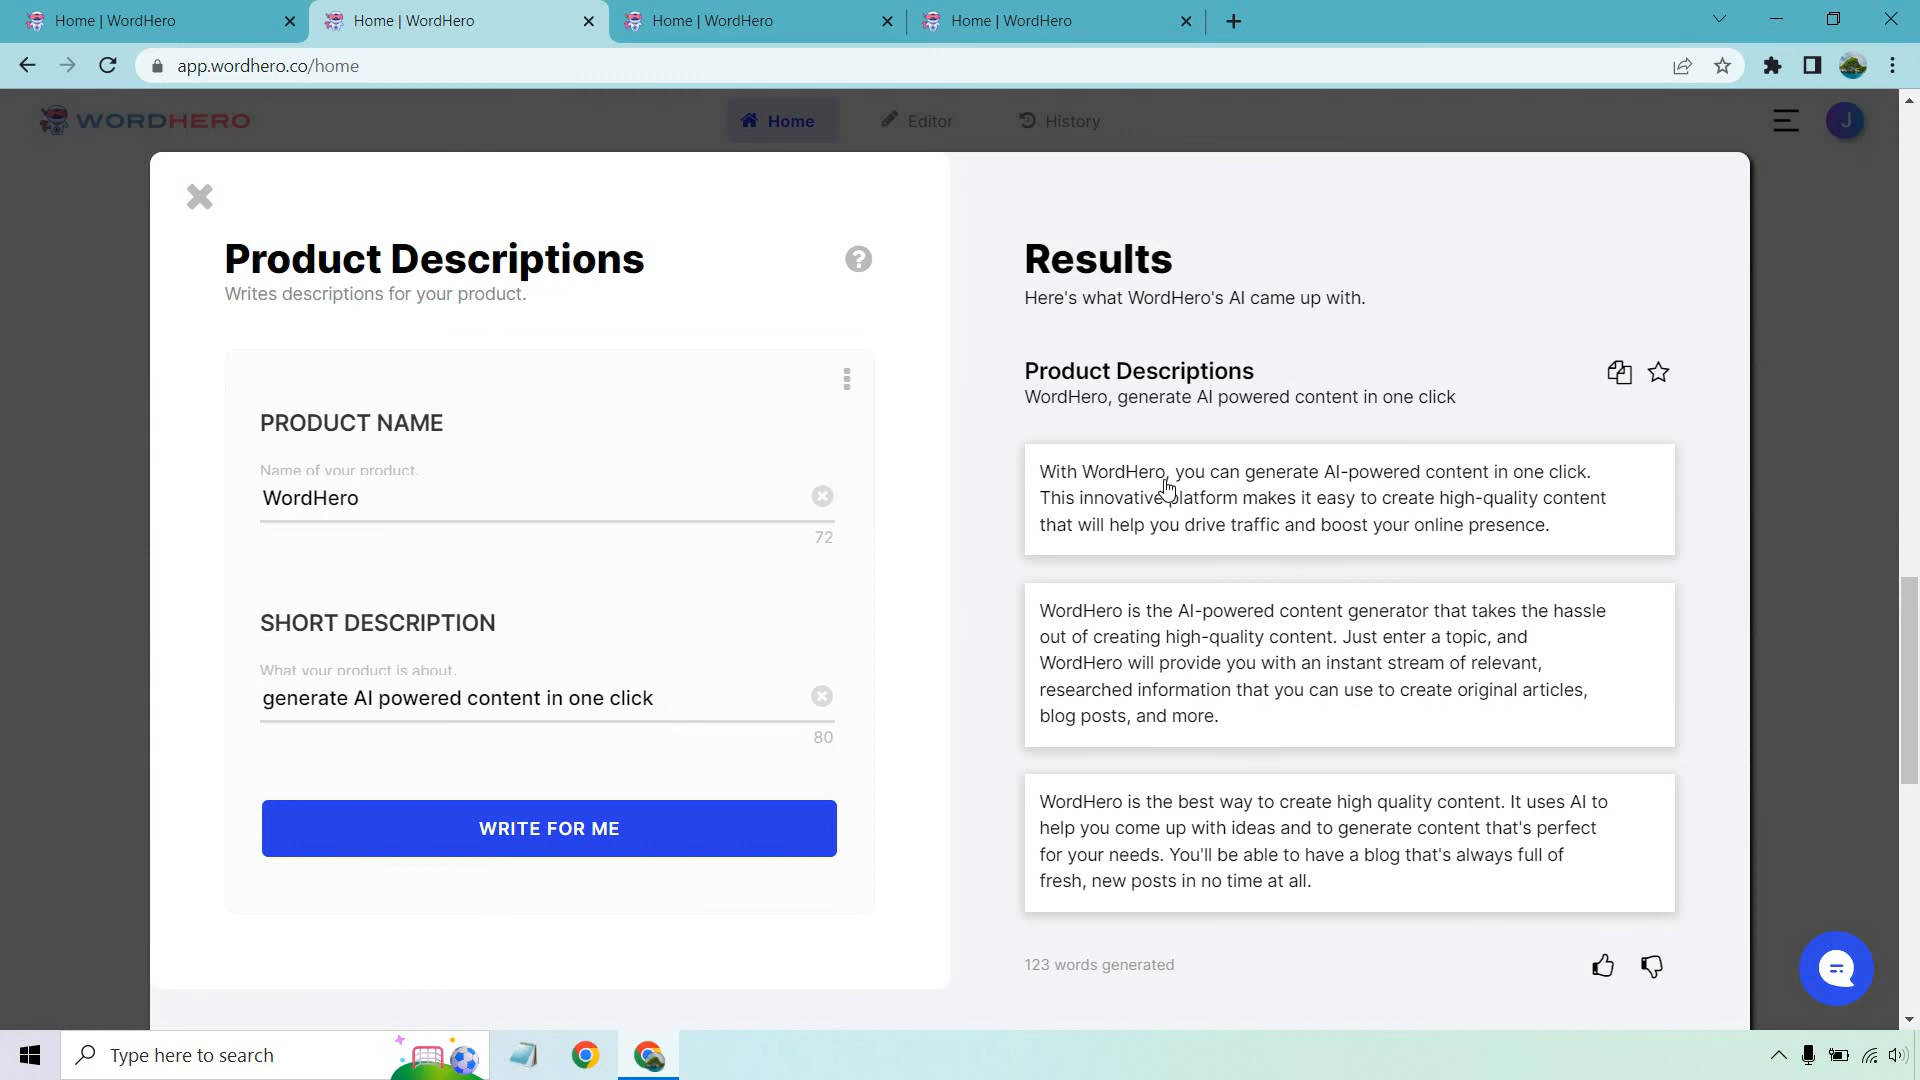 Home | WordHero
Home | WordHero
Home | WordHero
Home | WordHero
app.wordhero.co/home
WORDHERO
Home
Editor
History
J
Product Descriptions
Writes descriptions for your product.
PRODUCT NAME
Name of your product.
WordHero
72
SHORT DESCRIPTION
What your product is about.
generate AI powered content in one click
80
WRITE FOR ME
Results
Here's what WordHero's AI came up with.
Product Descriptions
WordHero, generate AI powered content in one click
With WordHero, you can generate AI-powered content in one click.
This innovative platform makes it easy to create high-quality content
that will help you drive traffic and boost your online presence.
WordHero is the AI-powered content generator that takes the hassle
out of creating high-quality content. Just enter a topic, and
WordHero will provide you with an instant stream of relevant,
researched information that you can use to create original articles,
blog posts, and more.
WordHero is the best way to create high quality content. It uses AI to
help you come up with ideas and to generate content that's perfect
for your needs. You'll be able to have a blog that's always full of
fresh, new posts in no time at all.
123 words generated
Type here to search